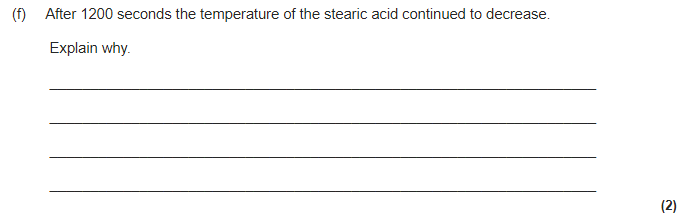 (f) After 1200 seconds the temperature of the stearic acid continued to decrease.
Explain why.
(2)